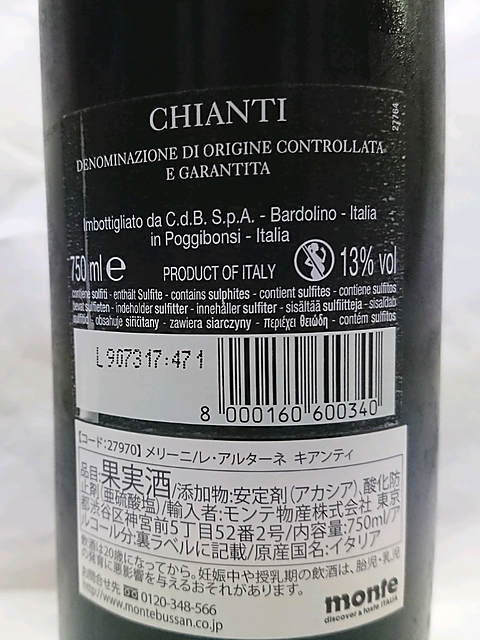 CHIANTI
DENOMINAZIONE DI ORIGINE CONTROLLATA
E GARANTITA
27764
Imbottigliato da C.d.B. S.p.A. - Bardolino - Italia
in Poggibonsi - Italia
750 ml e PRODUCT OF ITALY 13% vol
contiene solfiti - enthält Sulfite - contains sulphites - contient sulfites - contiene sulfitos
bevat sulfieten - indeholder sulfitter - innehåller sulfiter - sisältää sulfiitteja - sisaldab
obsahuje siřičitany - zawiera siarczyny - περιέχει θειώδη - contém sulfitos
L907317:471
8 000160 600340
【コード:27970】メリーニ/レ・アルターネ キアンティ
品目:果実酒/添加物:安定剤(アカシア)、酸化防
止剤(亜硫酸塩)/輸入者:モンテ物産株式会社 東京
都渋谷区神宮前5丁目52番2号/内容量:750ml/ア
ルコール分:裏ラベルに記載/原産国名:イタリア
飲酒は20歳になってから。妊娠中や授乳期の飲酒は、胎児・乳児
の発育に悪影響を与えるおそれがあります。
お問合せ先 0120-348-566
http://www.montebussan.co.jp
monte
discover & taste ITALIA